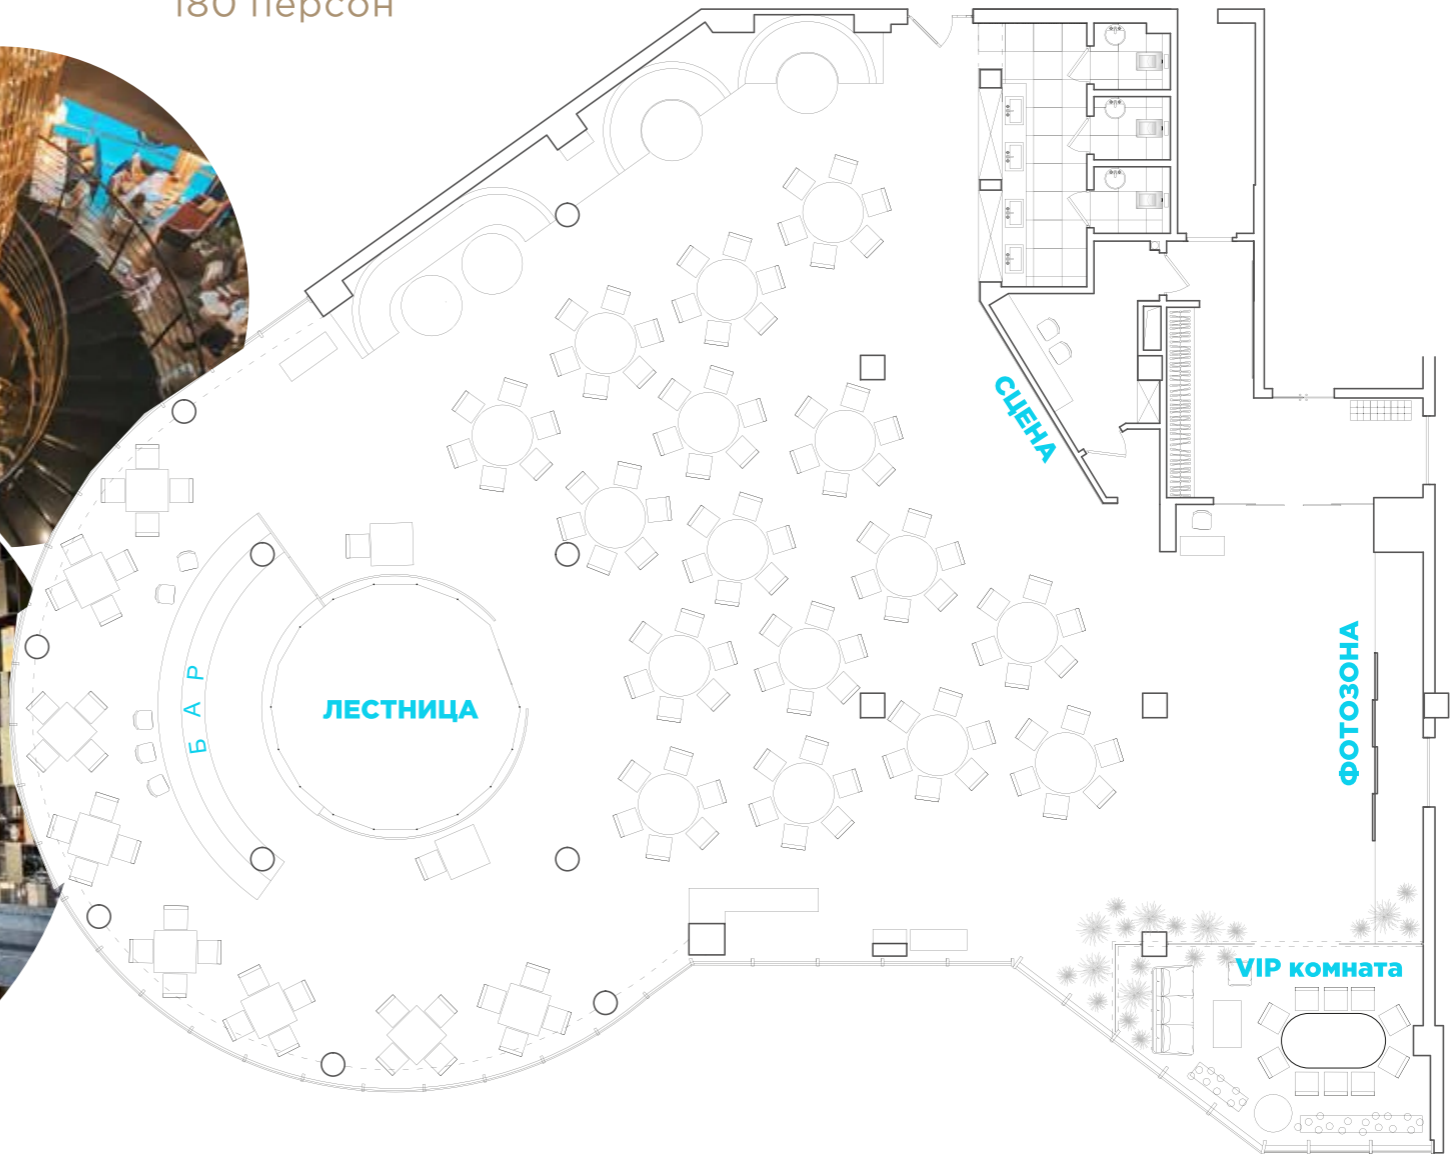 180 персон
СЦЕНА
БАР
ЛЕСТНИЦА
ФОТОЗОНА
VIP комната